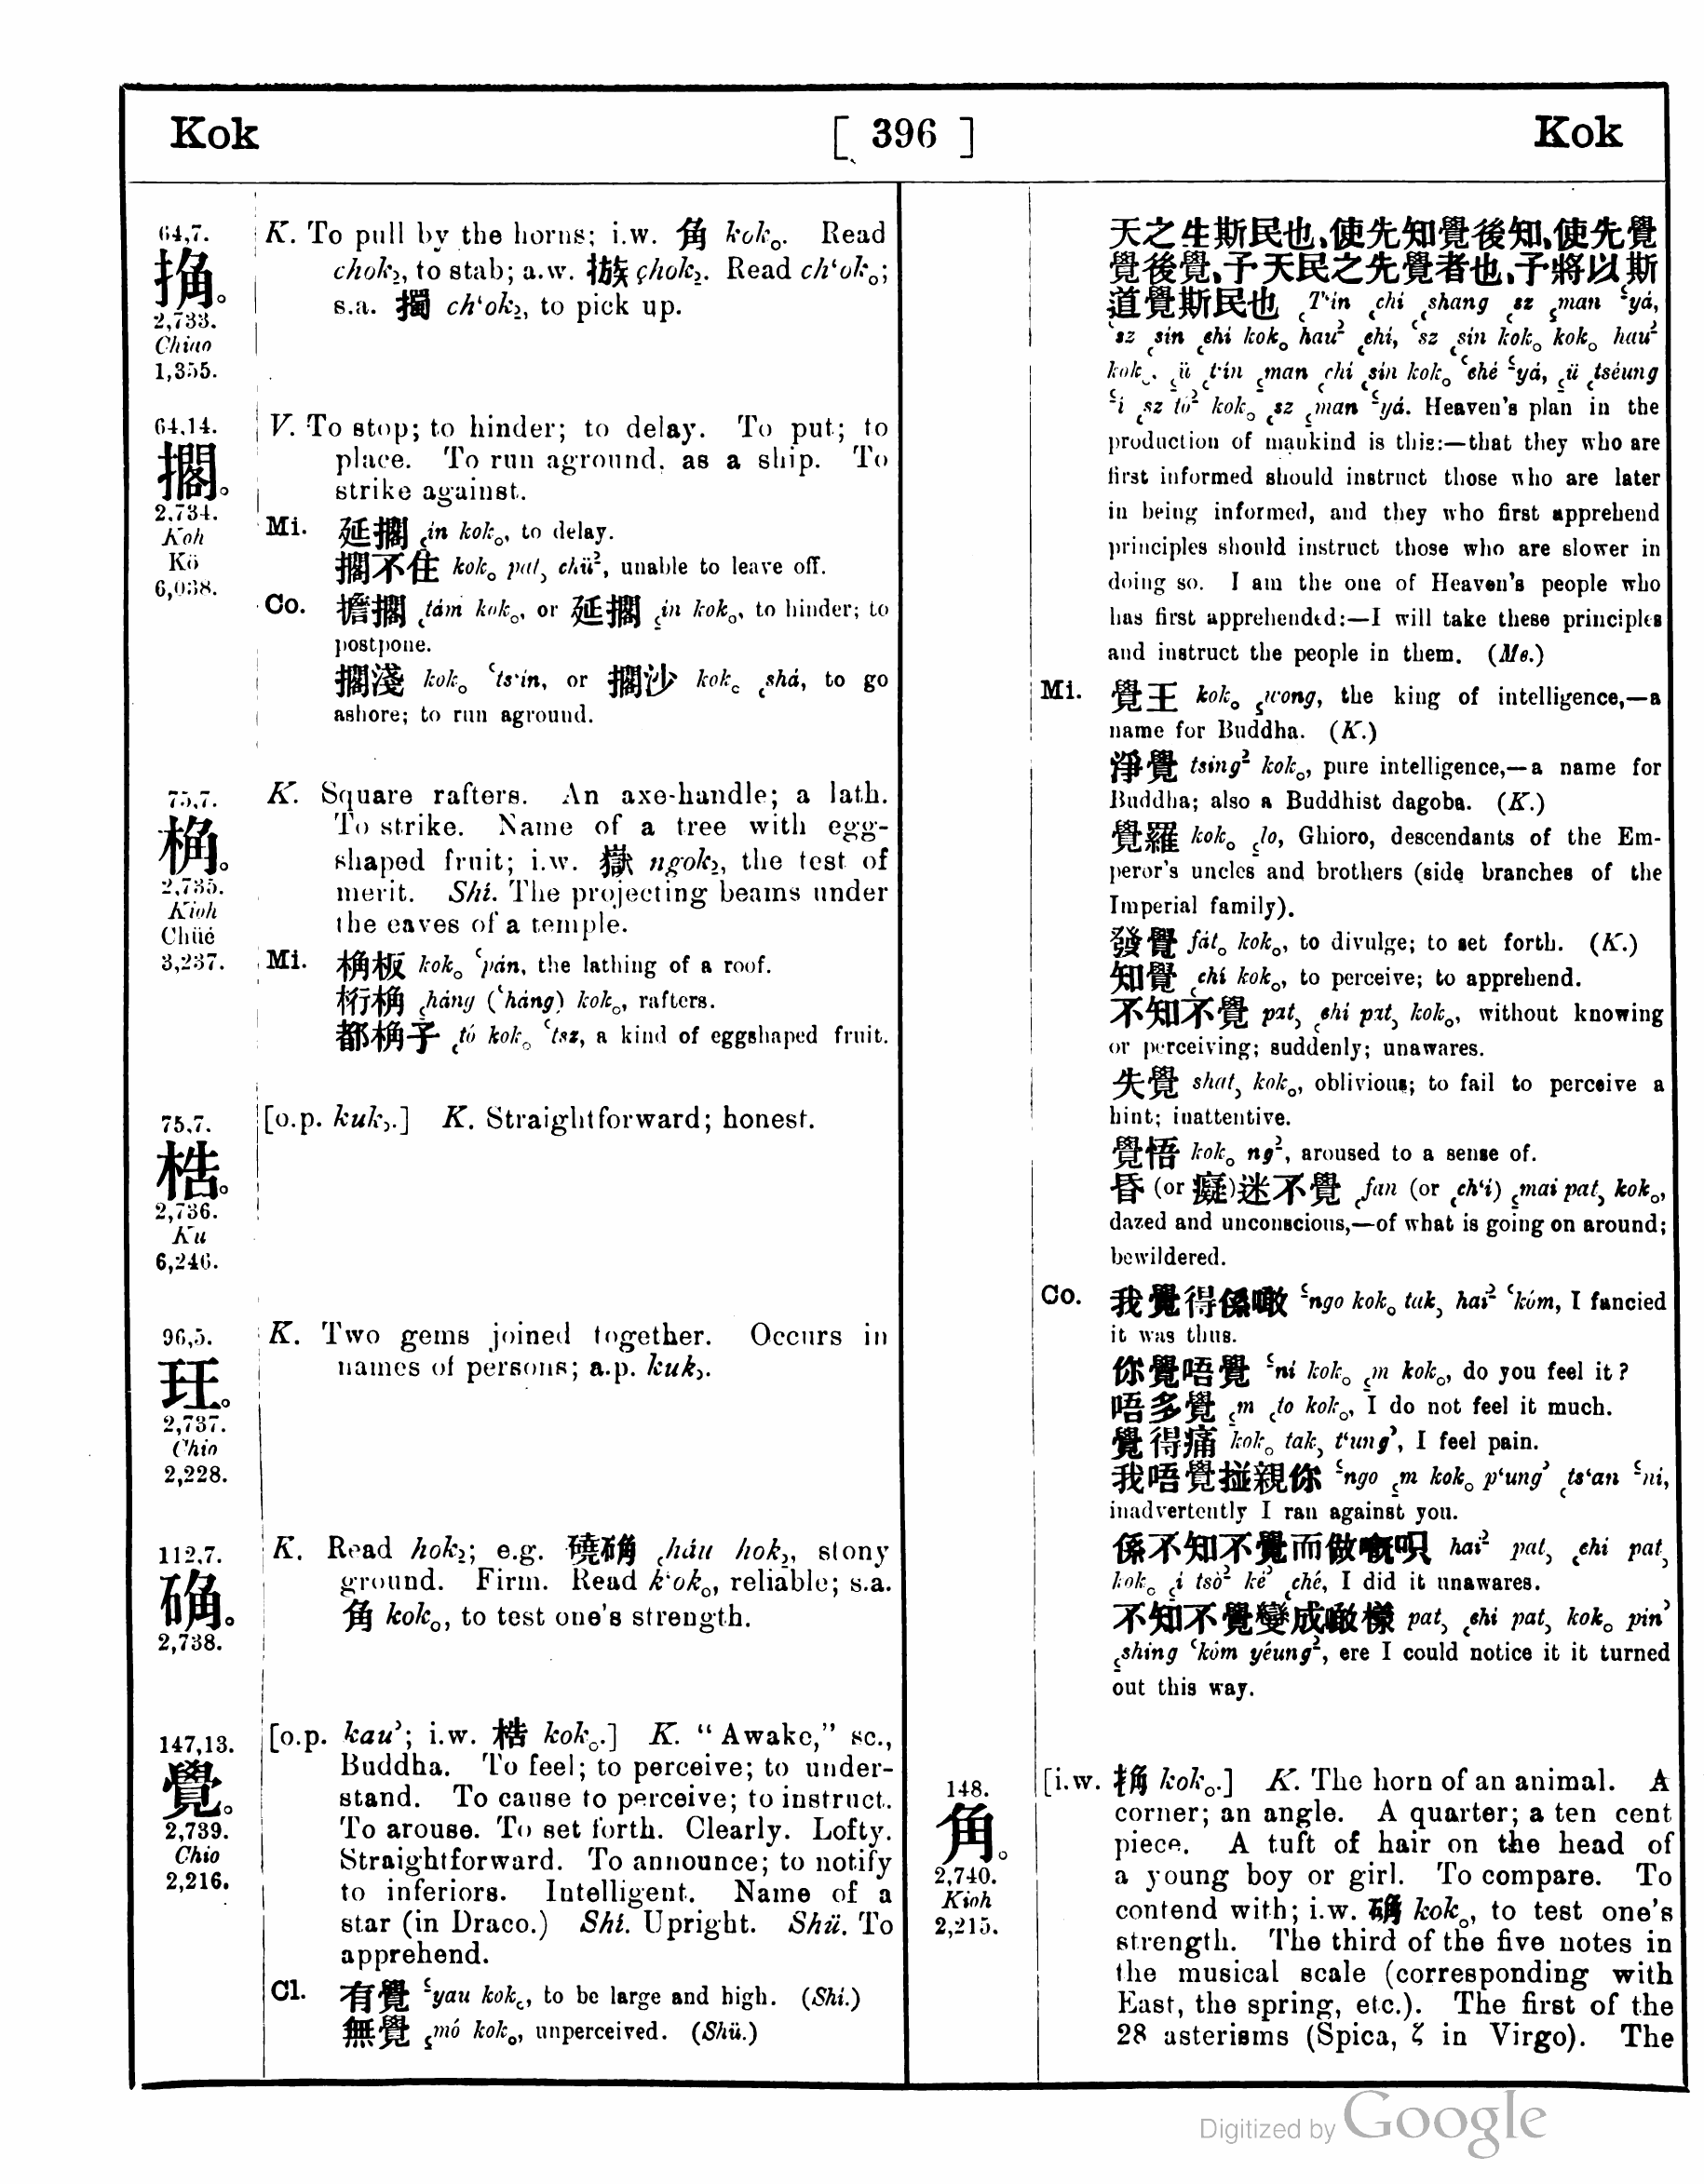 Kok
[ 396 ]
Kok
64,7.
捔。
2,733.
Chiao
1,355.
K. To pull by the horns; i.w. 角 kok。. Read
chok₂, to stab; a.w. 簇 çhok₂. Read ch‘ok。;
s.a. 擉 ch‘ok₂, to pick up.
64,14.
擱。
2,734.
Koh
Kö
6,038.
V. To stop; to hinder; to delay. To put; to
place. To run aground, as a ship. To
strike against.
Mi. 延擱 ˛in kok。, to delay.
擱不住 kok。 pat˒ chü², unable to leave off.
Co. 擔擱 ˛tám kok。, or 延擱 ˛in kok。, to hinder; to
postpone.
擱淺 kok。 ‘ts‘in, or 擱沙 kok。 ˛shá, to go
ashore; to run aground.
75,7.
桷。
2,735.
Kioh
Chüé
3,237.
K. Square rafters. An axe-handle; a lath.
To strike. Name of a tree with egg-
shaped fruit; i.w. 嶽 ngok₂, the test of
merit. Shí. The projecting beams under
the eaves of a temple.
Mi. 桷板 kok。 ‘pán, the lathing of a roof.
桁桷 ˛háng (‘háng) kok。, rafters.
都桷子 ˛tó kok。 ‘tsz, a kind of eggshaped fruit.
75,7.
梏。
2,736.
Ku
6,246.
[o.p. kuk˒.] K. Straightforward; honest.
96,5.
玨。
2,737.
Chio
2,228.
K. Two gems joined together. Occurs in
names of persons; a.p. kuk˒.
112,7.
确。
2,738.
K. Read hok₂; e.g. 磽确 ˛háu hok₂, stony
ground. Firm. Read k‘ok。, reliable; s.a.
角 kok。, to test one's strength.
147,13.
覺。
2,739.
Chio
2,216.
[o.p. kau’; i.w. 梏 kok。.] K. “Awake,” sc.,
Buddha. To feel; to perceive; to under-
stand. To cause to perceive; to instruct.
To arouse. To set forth. Clearly. Lofty.
Straightforward. To announce; to notify
to inferiors. Intelligent. Name of a
star (in Draco.) Shí. Upright. Shü. To
apprehend.
Cl. 有覺 ‘yau kok。, to be large and high. (Shí.)
無覺 ˛mó kok。, unperceived. (Shü.)
天之生斯民也、使先知覺後知、使先覺
覺後覺、予天民之先覺者也、予將以斯
道覺斯民也 ˛T‘ín ˛chí ˛shang ˛sz ˛man ‘yá,
‘sz ˛sín ˛chí kok。 hau² ˛chí, ‘sz ˛sín kok。 kok。 hau²
kok。. ˛ü ˛t‘ín ˛man ˛chí ˛sín kok。 ‘ché ‘yá, ˛ü ˛tséung
‘í ˛sz tò² kok。 ˛sz ˛man ‘yá. Heaven's plan in the
production of mankind is this:—that they who are
first informed should instruct those who are later
in being informed, and they who first apprehend
principles should instruct those who are slower in
doing so. I am the one of Heaven's people who
has first apprehended:—I will take these principles
and instruct the people in them. (Me.)
Mi. 覺王 kok。 ˛wong, the king of intelligence,—a
name for Buddha. (K.)
淨覺 tsing² kok。, pure intelligence,—a name for
Buddha; also a Buddhist dagoba. (K.)
覺羅 kok。 ˛lo, Ghioro, descendants of the Em-
peror's uncles and brothers (side branches of the
Imperial family).
發覺 fát。 kok。, to divulge; to set forth. (K.)
知覺 ˛chí kok。, to perceive; to apprehend.
不知不覺 pat˒ ˛chi pat˒ kok。, without knowing
or perceiving; suddenly; unawares.
失覺 shat˒ kok。, oblivious; to fail to perceive a
hint; inattentive.
覺悟 kok。 ng², aroused to a sense of.
昏 (or 癡)迷不覺 ˛fan (or ˛ch‘i) ˛mai pat˒ kok。,
dazed and unconscious,—of what is going on around;
bewildered.
Co. 我覺得係噉 ‘ngo kok。 tak˒ hai² ‘kóm, I fancied
it was thus.
你覺唔覺 ‘ní kok。 ˛m kok。, do you feel it?
唔多覺 ˛m ˛to kok。, I do not feel it much.
覺得痛 kok。 tak˒ t‘ung’, I feel pain.
我唔覺掽親你 ‘ngo ˛m kok。 p‘ung’ ˛ts‘an ‘ni,
inadvertently I ran against you.
係不知不覺而做嘅呮 hai² pat˒ ˛chi pat˒
kok。 ˛í tsò² ké’ ˛ché, I did it unawares.
不知不覺變成噉樣 pat˒ ˛chi pat˒ kok。 pín’
˛shing ‘kòm yéung², ere I could notice it it turned
out this way.
148.
角。
2,740.
Kioh
2,215.
[i.w. 捔 kok。.] K. The horn of an animal. A
corner; an angle. A quarter; a ten cent
piece. A tuft of hair on the head of
a young boy or girl. To compare. To
contend with; i.w. 确 kok。, to test one's
strength. The third of the five notes in
the musical scale (corresponding with
East, the spring, etc.). The first of the
28 asterisms (Spica, ζ in Virgo). The
Digitized by Google